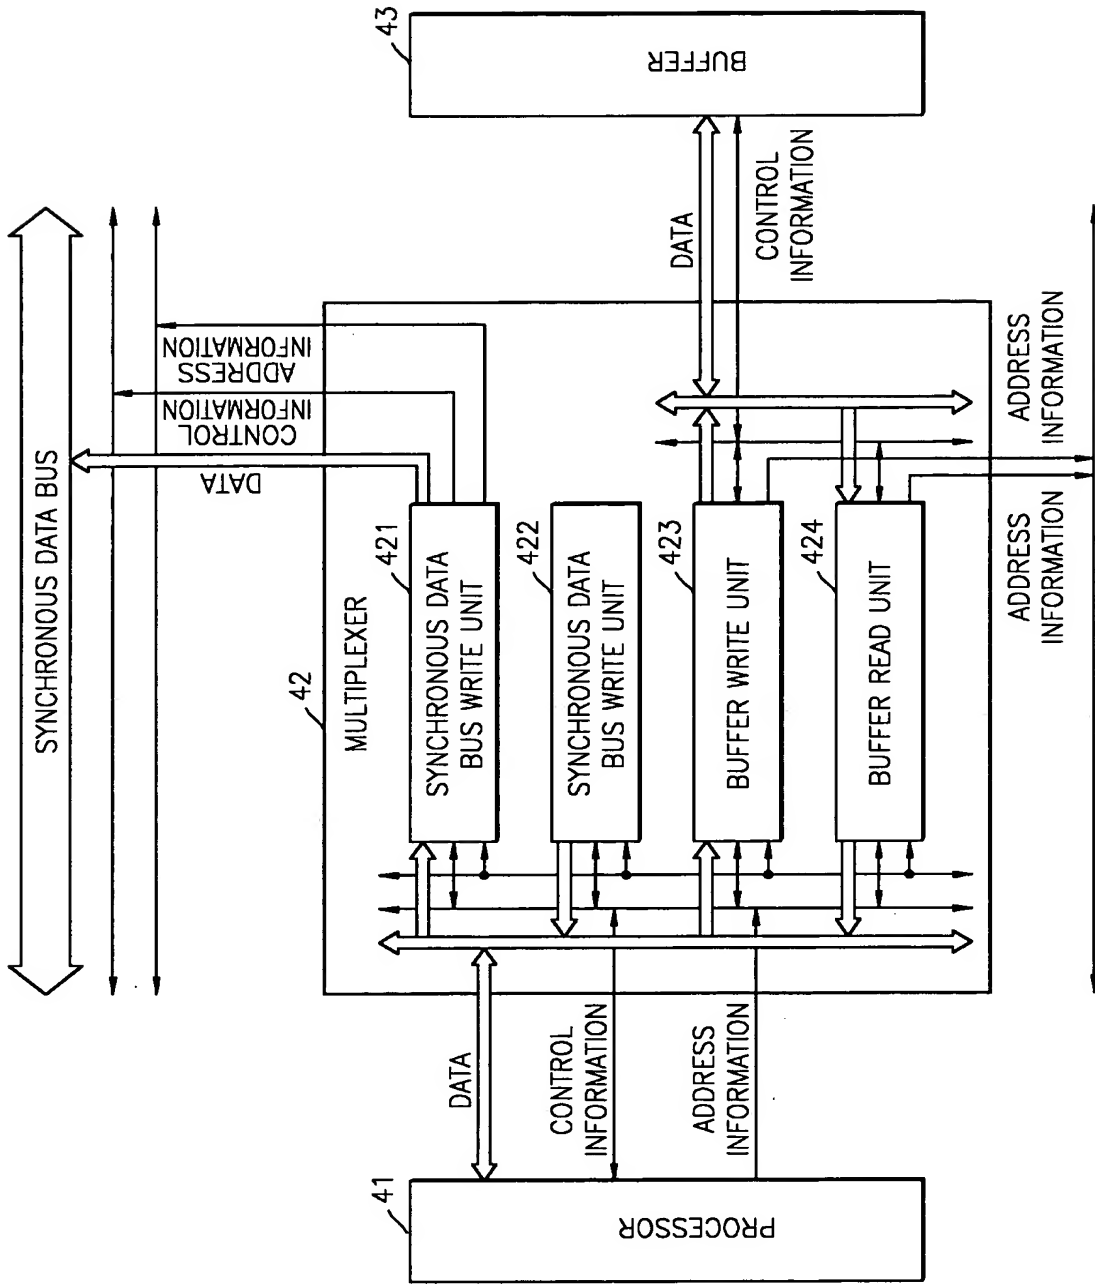 SYNCHRONOUS DATA BUS
42
MULTIPLEXER
DATA
CONTROL
INFORMATION
ADDRESS
INFORMATION
41
PROCESSOR
DATA
CONTROL
INFORMATION
ADDRESS
INFORMATION
421
SYNCHRONOUS DATA
BUS WRITE UNIT
422
SYNCHRONOUS DATA
BUS WRITE UNIT
423
BUFFER WRITE UNIT
424
BUFFER READ UNIT
DATA
CONTROL
INFORMATION
43
BUFFER
ADDRESS
INFORMATION
ADDRESS
INFORMATION